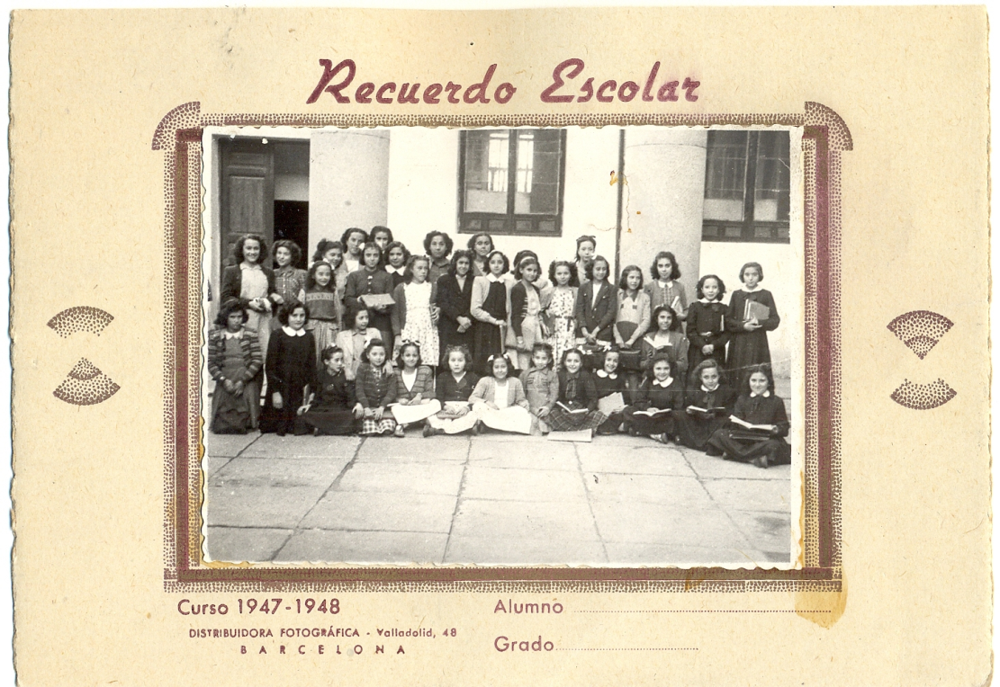 Recuerdo Escolar
Curso 1947-1948
DISTRIBUIDORA FOTOGRÁFICA - Valladolid, 48
BARCELONA
Alumno
Grado